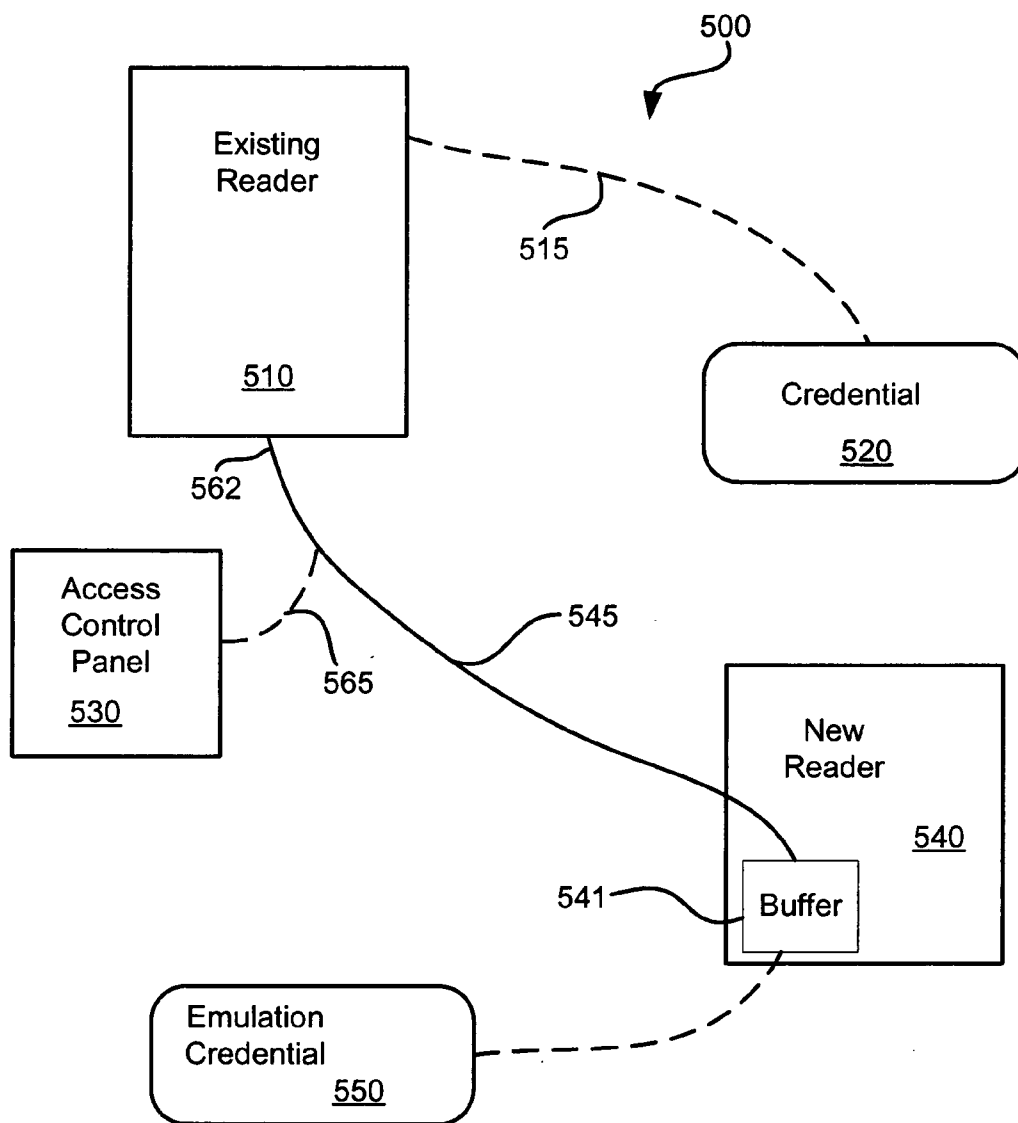 500
Existing
Reader
510
515
Credential
520
562
Access
Control
Panel
530
565
545
New
Reader
540
541
Buffer
Emulation
Credential
550